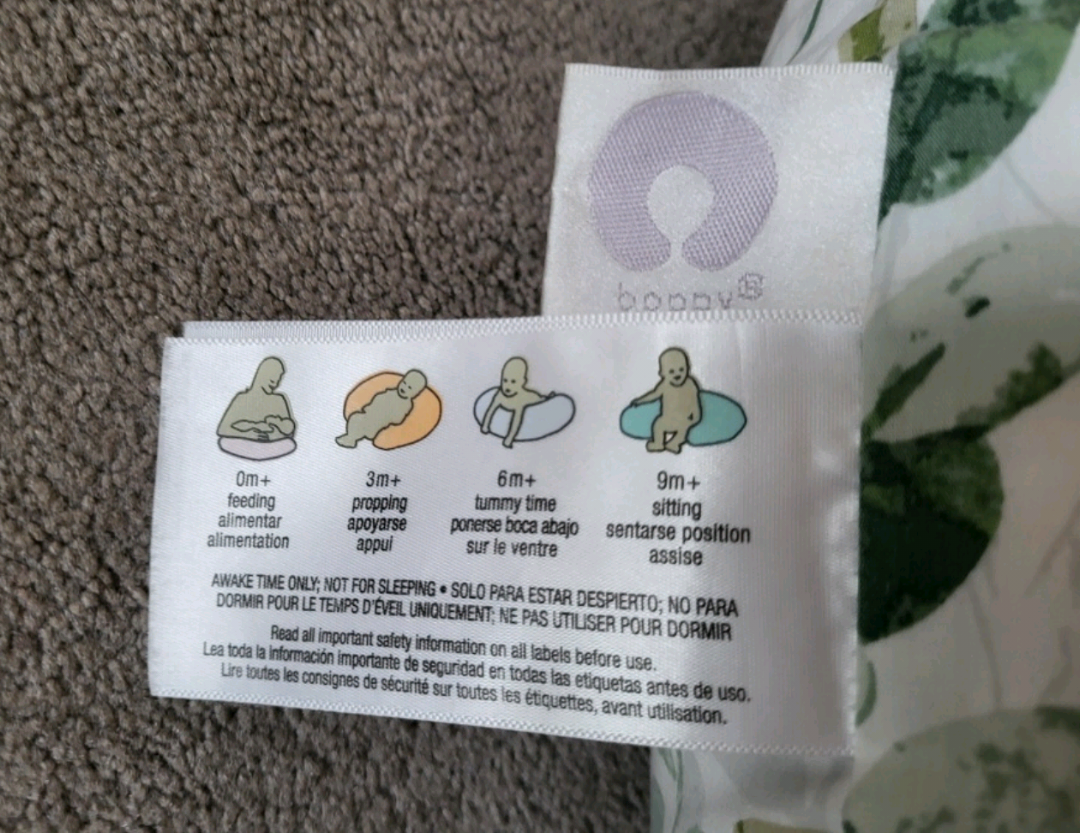 boppy®
0m+
feeding
alimentar
alimentation
3m+
propping
apoyarse
appui
6m+
tummy time
ponerse boca abajo
sur le ventre
9m+
sitting
sentarse position
assise
AWAKE TIME ONLY; NOT FOR SLEEPING • SOLO PARA ESTAR DESPIERTO; NO PARA
DORMIR POUR LE TEMPS D'ÉVEIL UNIQUEMENT; NE PAS UTILISER POUR DORMIR
Read all important safety information on all labels before use.
Lea toda la información importante de seguridad en todas las etiquetas antes de uso.
Lire toutes les consignes de sécurité sur toutes les étiquettes, avant utilisation.